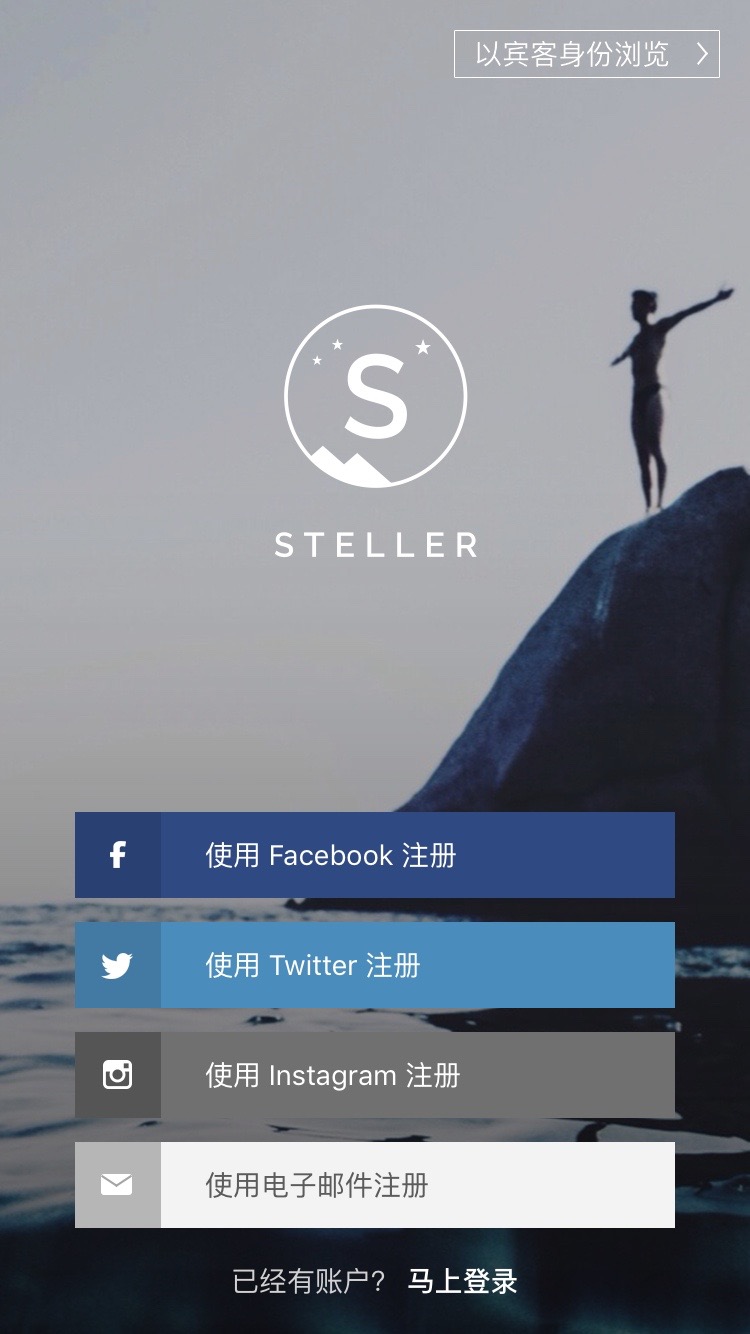 以宾客身份浏览
S
STELLER
使用 Facebook 注册
使用 Twitter 注册
使用 Instagram 注册
使用电子邮件注册
已经有账户? 马上登录